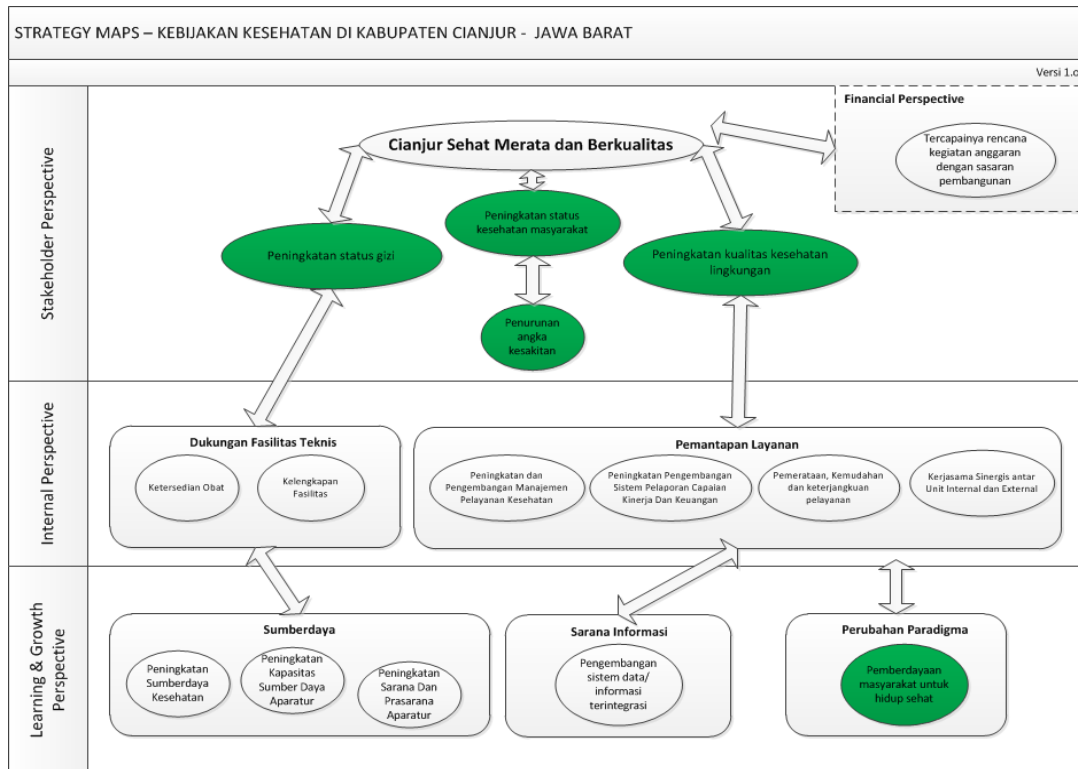 STRATEGY MAPS – KEBIJAKAN KESEHATAN DI KABUPATEN CIANJUR - JAWA BARAT
Versi 1.0
Stakeholder Perspective
Financial Perspective
Tercapainya rencana
kegiatan anggaran
dengan sasaran
pembangunan
Cianjur Sehat Merata dan Berkualitas
Peningkatan status gizi
Peningkatan status
kesehatan masyarakat
Peningkatan kualitas kesehatan
lingkungan
Penurunan
angka
kesakitan
Internal Perspective
Dukungan Fasilitas Teknis
Ketersedian Obat
Kelengkapan
Fasilitas
Pemantapan Layanan
Peningkatan dan
Pengembangan Manajemen
Pelayanan Kesehatan
Peningkatan Pengembangan
Sistem Pelaporan Capaian
Kinerja Dan Keuangan
Pemerataan, Kemudahan
dan keterjangkuan
pelayanan
Kerjasama Sinergis antar
Unit Internal dan External
Learning & Growth
Perspective
Sumberdaya
Peningkatan
Sumberdaya
Kesehatan
Peningkatan
Kapasitas
Sumber Daya
Aparatur
Peningkatan
Sarana Dan
Prasarana
Aparatur
Sarana Informasi
Pengembangan
sistem data/
informasi
terintegrasi
Perubahan Paradigma
Pemberdayaan
masyarakat untuk
hidup sehat